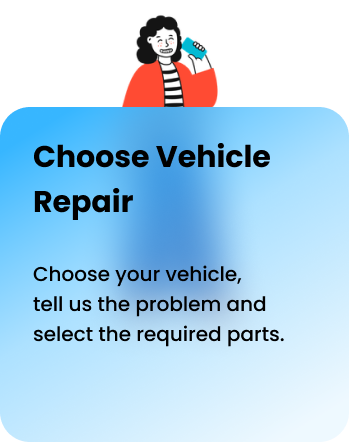 Choose Vehicle
Repair
Choose your vehicle,
tell us the problem and
select the required parts.